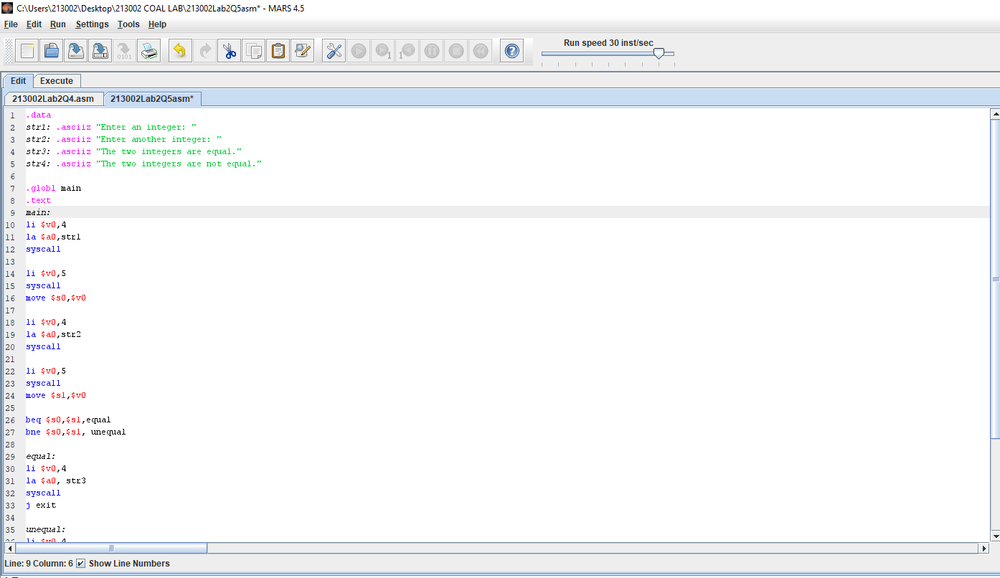 C:\Users\213002\Desktop\213002 COAL LAB\213002Lab2Q5asm* - MARS 4.5
File Edit Run Settings Tools Help
Run speed 30 inst/sec
Edit Execute
213002Lab2Q4.asm 213002Lab2Q5asm*
1 .data
2 str1: .asciiz "Enter an integer: "
3 str2: .asciiz "Enter another integer: "
4 str3: .asciiz "The two integers are equal."
5 str4: .asciiz "The two integers are not equal."
6
7 .globl main
8 .text
9 main:
10 li $v0,4
11 la $a0,str1
12 syscall
13
14 li $v0,5
15 syscall
16 move $s0,$v0
17
18 li $v0,4
19 la $a0,str2
20 syscall
21
22 li $v0,5
23 syscall
24 move $s1,$v0
25
26 beq $s0,$s1,equal
27 bne $s0,$s1, unequal
28
29 equal:
30 li $v0,4
31 la $a0, str3
32 syscall
33 j exit
34
35 unequal:
36 li $v0,4
Line: 9 Column: 6 Show Line Numbers